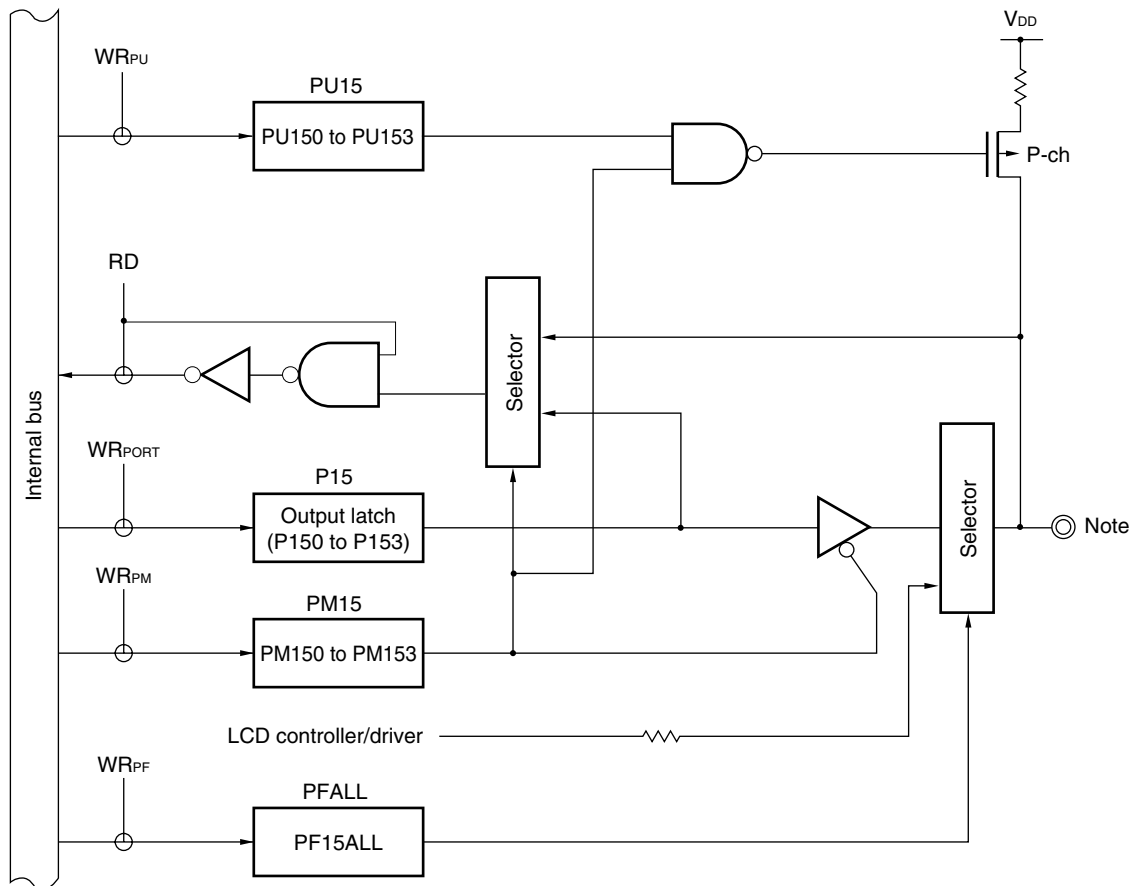 VDD
WRPU
PU15
PU150 to PU153
P-ch
RD
Selector
Internal bus
WRPORT
P15
Output latch
(P150 to P153)
Selector
Note
WRPM
PM15
PM150 to PM153
LCD controller/driver
WRPF
PFALL
PF15ALL